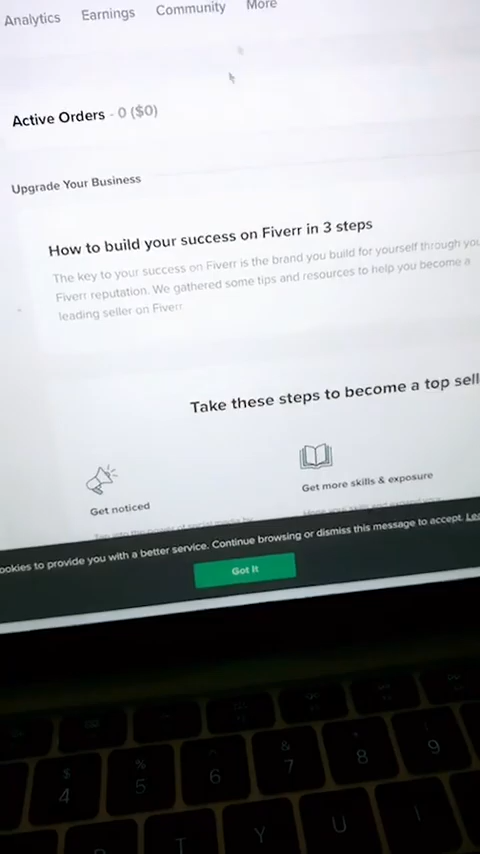 Analytics Earnings Community More
Active Orders - 0 ($0)
Upgrade Your Business
How to build your success on Fiverr in 3 steps
The key to your success on Fiverr is the brand you build for yourself through you
Fiverr reputation. We gathered some tips and resources to help you become a
leading seller on Fiverr
Take these steps to become a top sell
Get noticed
Get more skills & exposure
ookies to provide you with a better service. Continue browsing or dismiss this message to accept. Lea
Got It
$ % ^ & * (
4 5 6 7 8 9
T Y U I